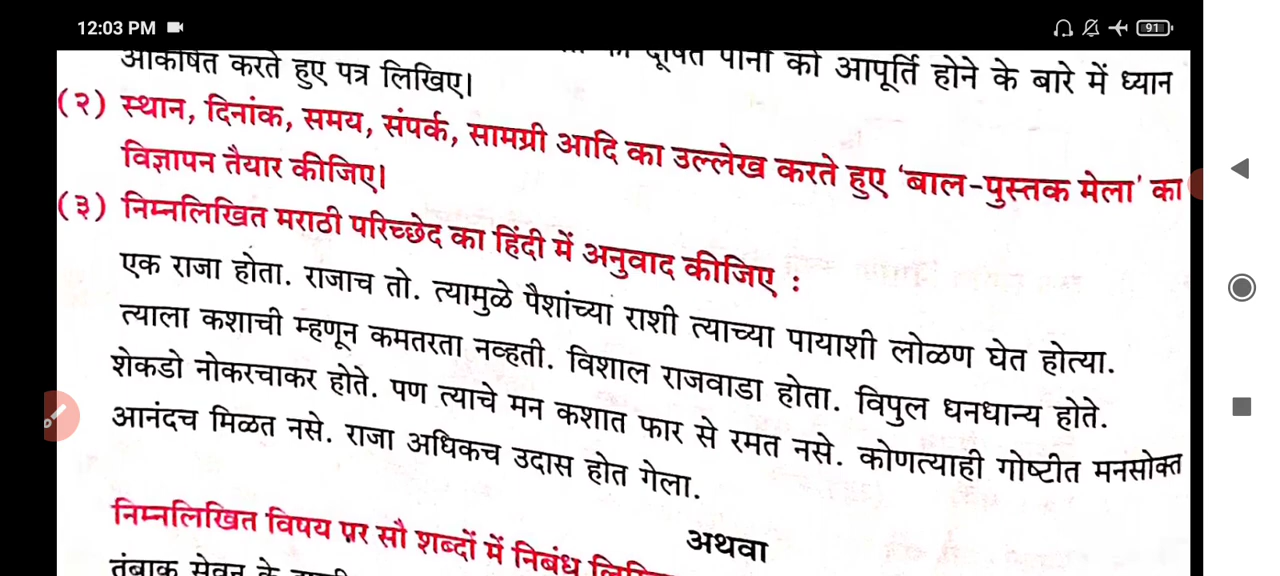 12:03 PM
91
दूषित पानी की आपूर्ति होने के बारे में ध्यान
आकर्षित करते हुए पत्र लिखिए।
(२) स्थान, दिनांक, समय, संपर्क, सामग्री आदि का उल्लेख करते हुए 'बाल-पुस्तक मेला' का
विज्ञापन तैयार कीजिए।
(३) निम्नलिखित मराठी परिच्छेद का हिंदी में अनुवाद कीजिए :
एक राजा होता. राजाच तो. त्यामुळे पैशांच्या राशी त्याच्या पायाशी लोळण घेत होत्या.
त्याला कशाची म्हणून कमतरता नव्हती. विशाल राजवाडा होता. विपुल धनधान्य होते.
शेकडो नोकरचाकर होते. पण त्याचे मन कशात फार से रमत नसे. कोणत्याही गोष्टीत मनसोक्त
आनंदच मिळत नसे. राजा अधिकच उदास होत गेला.
अथवा
निम्नलिखित विषय पर सौ शब्दों में निबंध
तंबाकू सेवन के